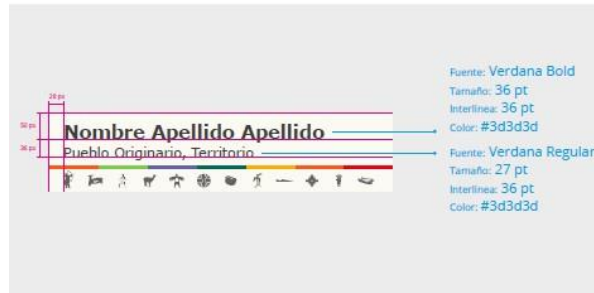 28 px
50 px
36 px
Nombre Apellido Apellido
Pueblo Originario, Territorio
Fuente: Verdana Bold
Tamaño: 36 pt
Interlínea: 36 pt
Color: #3d3d3d
Fuente: Verdana Regular
Tamaño: 27 pt
Interlínea: 36 pt
Color: #3d3d3d